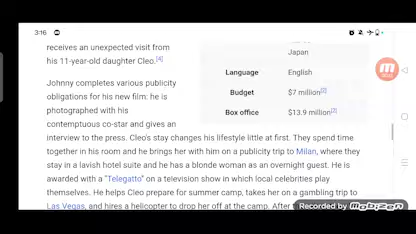 3:16
receives an unexpected visit from
his 11-year-old daughter Cleo.[4]
Japan
Language English
Budget $7 million[2]
Box office $13.9 million[2]
Johnny completes various publicity
obligations for his new film: he is
photographed with his
contemptuous co-star and gives an
interview to the press. Cleo's stay changes his lifestyle little at first. They spend time
together in his room and he brings her with him on a publicity trip to Milan, where they
stay in a lavish hotel suite and he has a blonde woman as an overnight guest. He is
awarded with a "Telegatto" on a television show in which local celebrities play
themselves. He helps Cleo prepare for summer camp, takes her on a gambling trip to
Las Vegas, and hires a helicopter to drop her off at the camp.
Recorded by mobizen